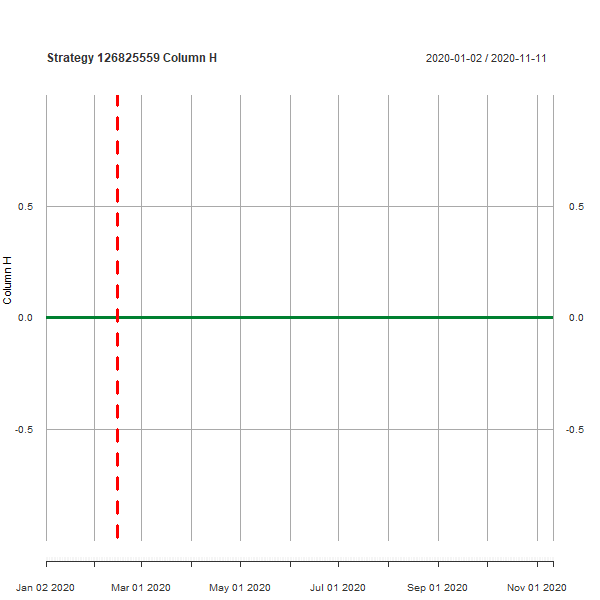 Strategy 126825559 Column H
2020-01-02 / 2020-11-11
0.5
0.5
Column H
0.0
0.0
-0.5
-0.5
Jan 02 2020
Mar 01 2020
May 01 2020
Jul 01 2020
Sep 01 2020
Nov 01 2020